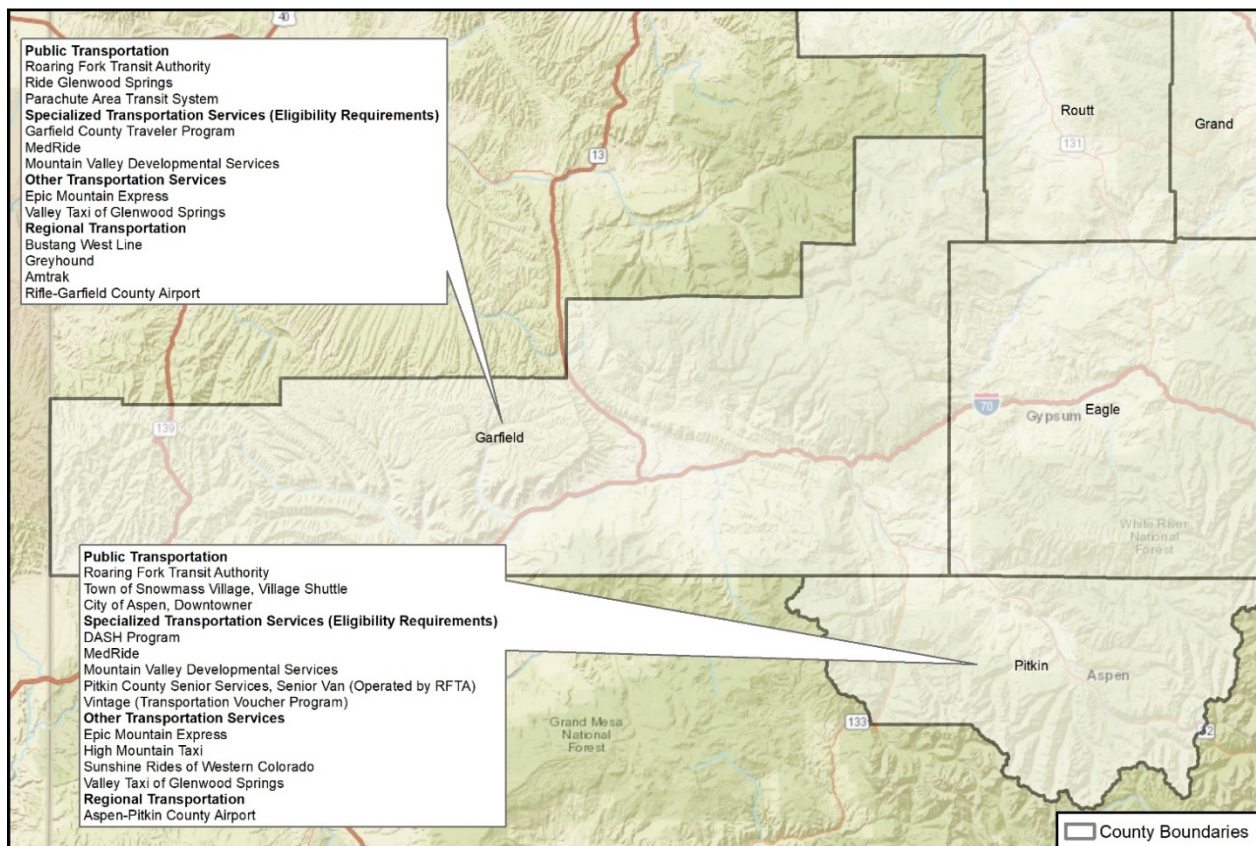 40
Public Transportation
Roaring Fork Transit Authority
Ride Glenwood Springs
Parachute Area Transit System
Specialized Transportation Services (Eligibility Requirements)
Garfield County Traveler Program
MedRide
Mountain Valley Developmental Services
Other Transportation Services
Epic Mountain Express
Valley Taxi of Glenwood Springs
Regional Transportation
Bustang West Line
Greyhound
Amtrak
Rifle-Garfield County Airport
13
Routt
131
Grand
139
Garfield
70
Gypsum
Eagle
White River
National
Forest
Public Transportation
Roaring Fork Transit Authority
Town of Snowmass Village, Village Shuttle
City of Aspen, Downtowner
Specialized Transportation Services (Eligibility Requirements)
DASH Program
MedRide
Mountain Valley Developmental Services
Pitkin County Senior Services, Senior Van (Operated by RFTA)
Vintage (Transportation Voucher Program)
Other Transportation Services
Epic Mountain Express
High Mountain Taxi
Sunshine Rides of Western Colorado
Valley Taxi of Glenwood Springs
Regional Transportation
Aspen-Pitkin County Airport
Pitkin
Aspen
Grand Mesa
National
Forest
133
County Boundaries